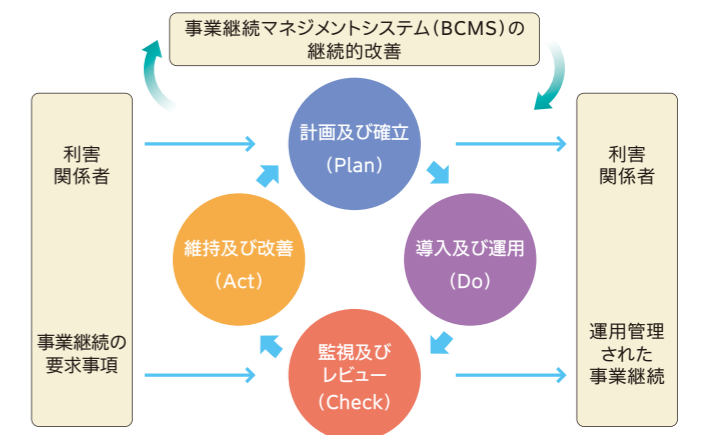 事業継続マネジメントシステム(BCMS)の
継続的改善
利害
関係者
事業継続の
要求事項
計画及び確立
(Plan)
導入及び運用
(Do)
監視及び
レビュー
(Check)
維持及び改善
(Act)
利害
関係者
運用管理
された
事業継続